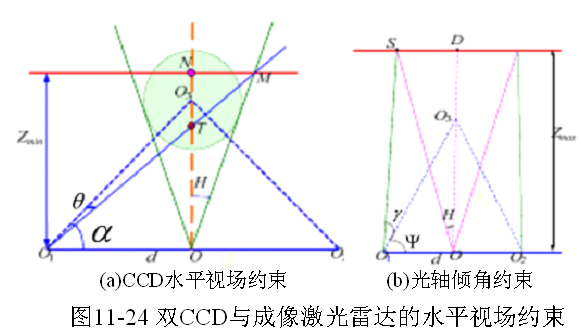 N
M
O₃
T
Zmin
H
θ
α
O₁
d
O
O
S
D
O₃
Zmax
H
γ
Ψ
O₁
d
O
O₂
(a)CCD水平视场约束
(b)光轴倾角约束
图11-24 双CCD与成像激光雷达的水平视场约束